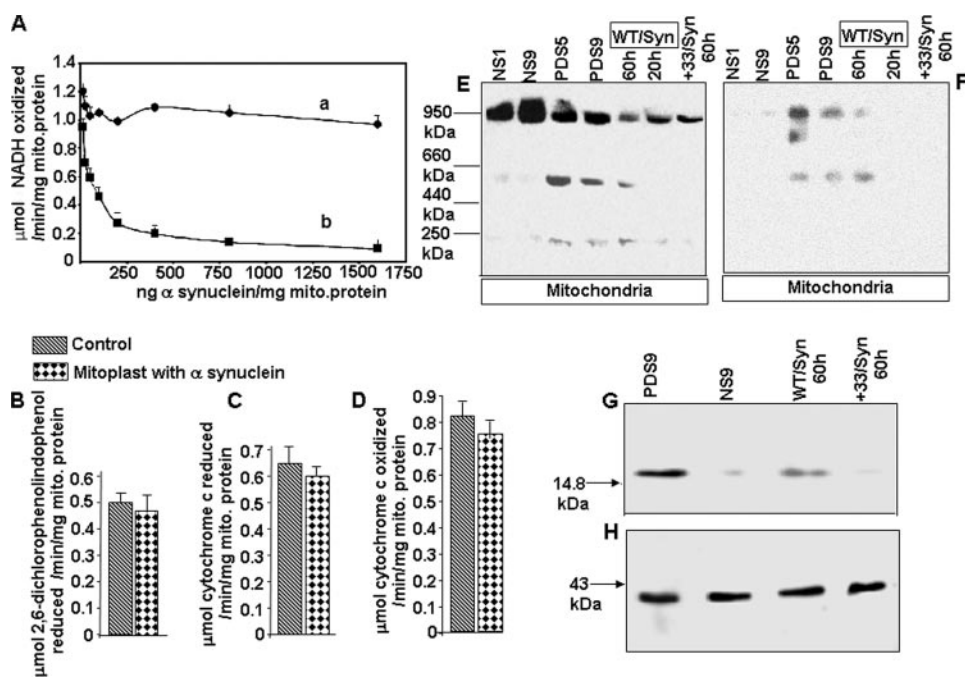 A
μmol NADH oxidized
/min/mg mito.protein
1.4
1.2
1.0
0.8
0.6
0.4
0.2
0
a
b
250 500 750 1000 1250 1500 1750
ng α synuclein/mg mito.protein
Control
Mitoplast with α synuclein
B
μmol 2,6-dichlorophenolindophenol
reduced /min/mg mito. protein
0.6
0.5
0.4
0.3
0.2
0.1
0
C
μmol cytochrome c reduced
/min/mg mito. protein
0.7
0.6
0.5
0.4
0.3
0.2
0.1
0
D
μmol cytochrome c oxidized
/min/mg mito. protein
0.9
0.8
0.7
0.6
0.5
0.4
0.3
0.2
0.1
0
E
NS1
NS9
PDS5
PDS9
WT/Syn
60h
20h
+33/Syn
60h
950
kDa
660
kDa
440
kDa
250
kDa
Mitochondria
F
NS1
NS9
PDS5
PDS9
WT/Syn
60h
20h
+33/Syn
60h
Mitochondria
G
PDS9
NS9
WT/Syn
60h
+33/Syn
60h
14.8
kDa
H
43
kDa